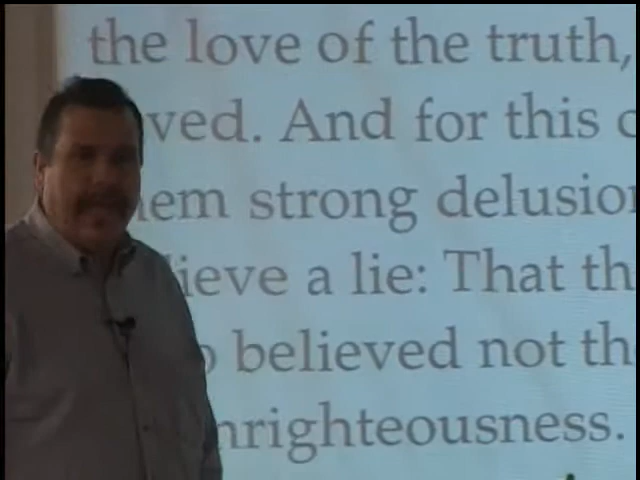 the love of the truth,
ved. And for this
em strong delusion
ieve a lie: That th
believed not th
nrighteousness.